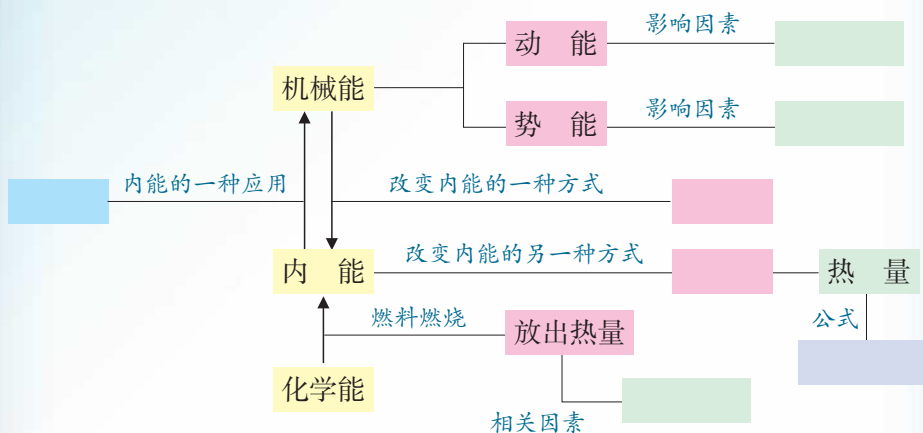 影响因素
动 能
机械能
影响因素
势 能
内能的一种应用
改变内能的一种方式
改变内能的另一种方式
内 能
热 量
燃料燃烧
放出热量
公式
化学能
相关因素